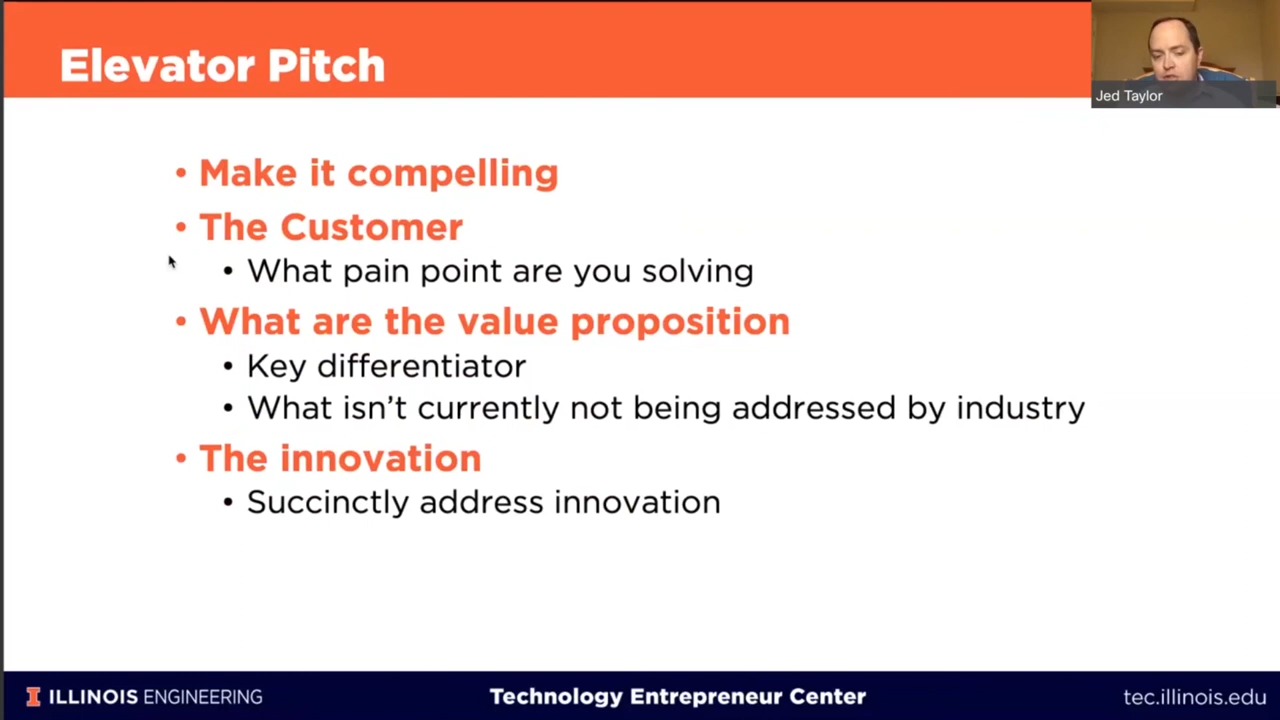 Elevator Pitch
Jed Taylor
• Make it compelling
• The Customer
• What pain point are you solving
• What are the value proposition
• Key differentiator
• What isn’t currently not being addressed by industry
• The innovation
• Succinctly address innovation
I ILLINOIS ENGINEERING
Technology Entrepreneur Center
tec.illinois.edu